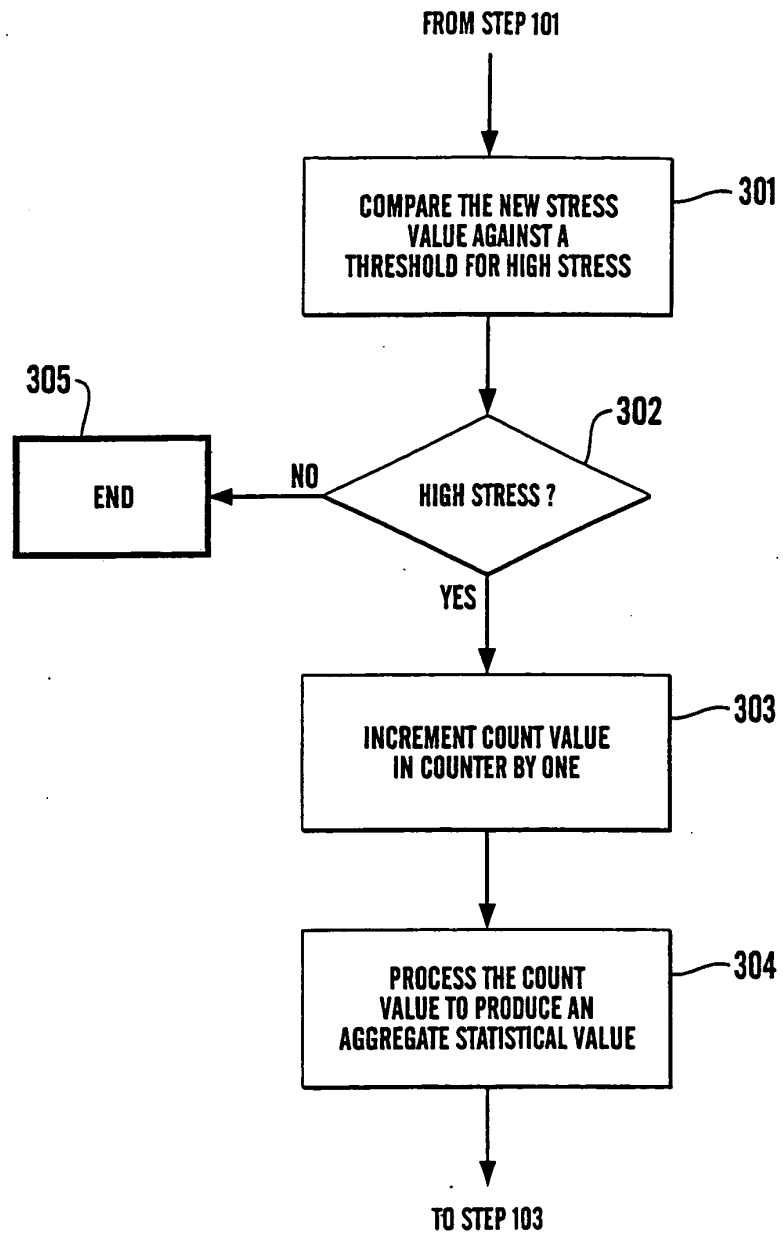 FROM STEP 101
COMPARE THE NEW STRESS
VALUE AGAINST A
THRESHOLD FOR HIGH STRESS
301
305
302
END
NO
HIGH STRESS ?
YES
INCREMENT COUNT VALUE
IN COUNTER BY ONE
303
PROCESS THE COUNT
VALUE TO PRODUCE AN
AGGREGATE STATISTICAL VALUE
304
TO STEP 103